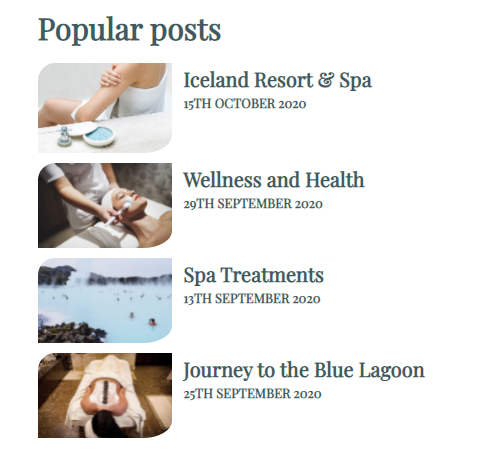 Popular posts
Iceland Resort & Spa
15TH OCTOBER 2020
Wellness and Health
29TH SEPTEMBER 2020
Spa Treatments
13TH SEPTEMBER 2020
Journey to the Blue Lagoon
25TH SEPTEMBER 2020